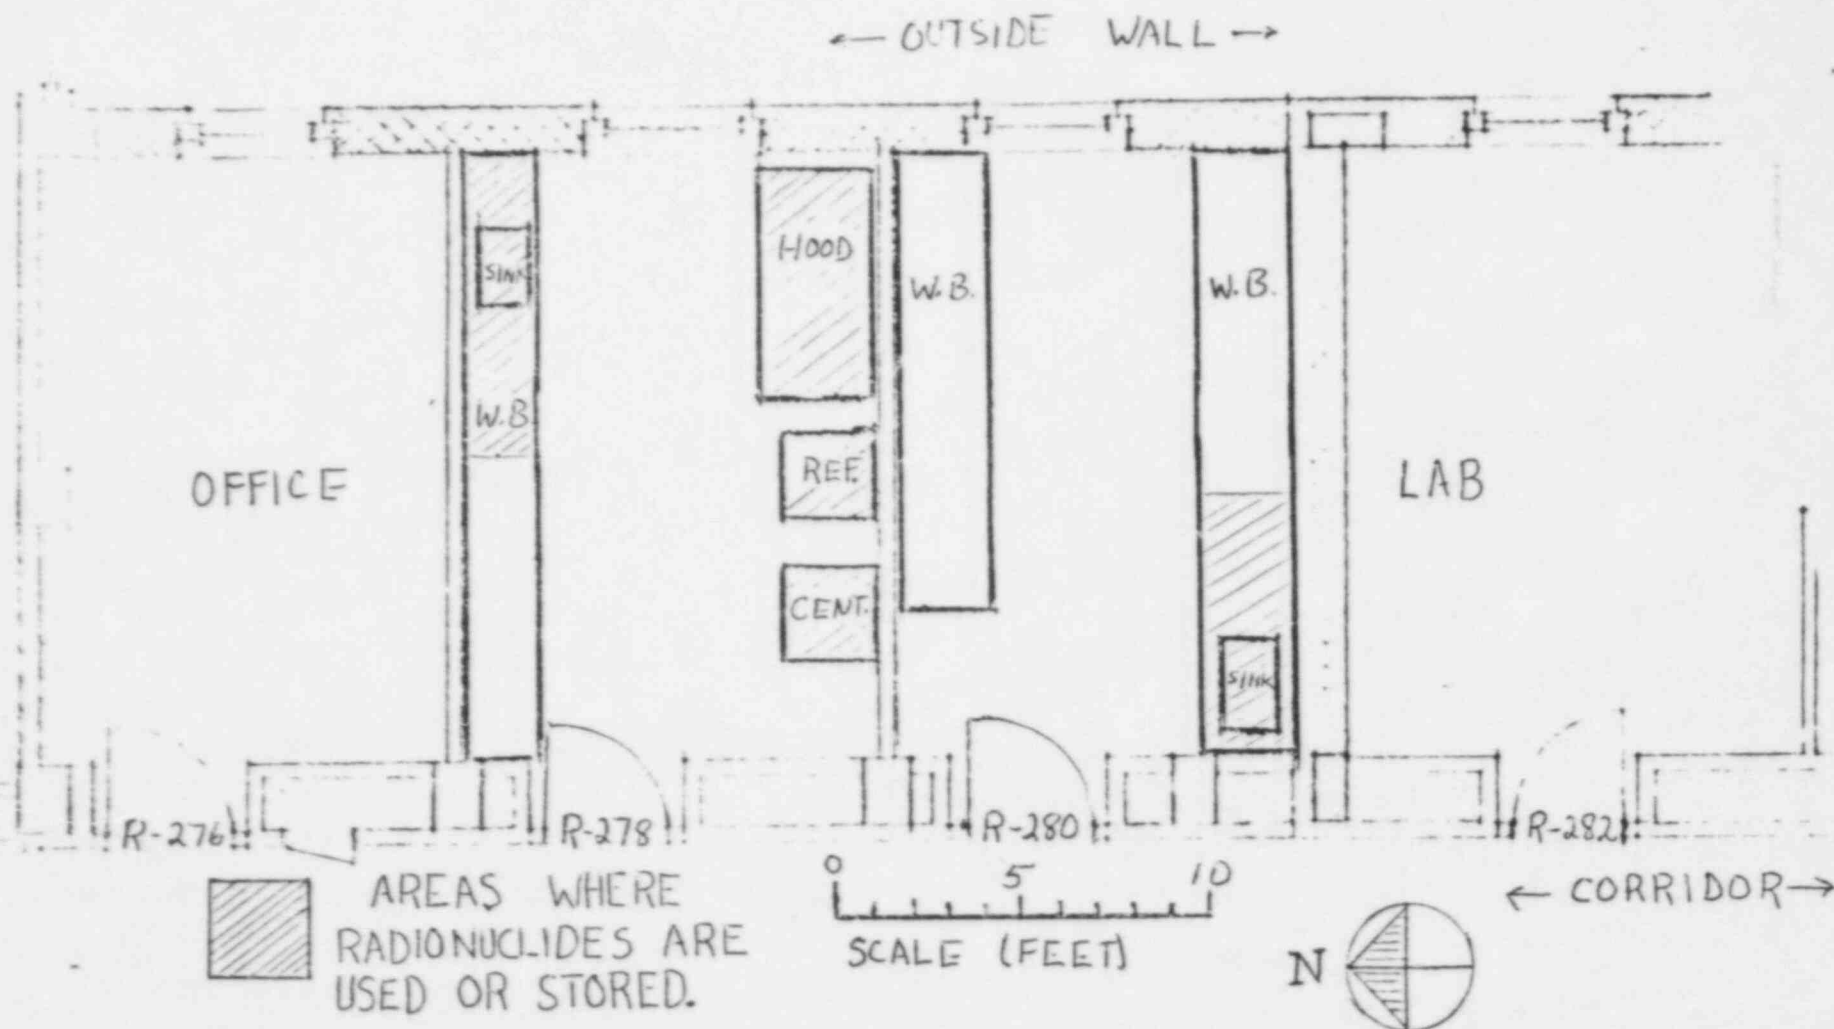 ← OUTSIDE WALL →
HOOD
SINK
W.B.
W.B.
W.B.
REF.
OFFICE
LAB
CENT.
SINK
R-276
R-278
R-280
R-282
0 5 10
← CORRIDOR →
AREAS WHERE
RADIONUCLIDES ARE
USED OR STORED.
SCALE (FEET)
N